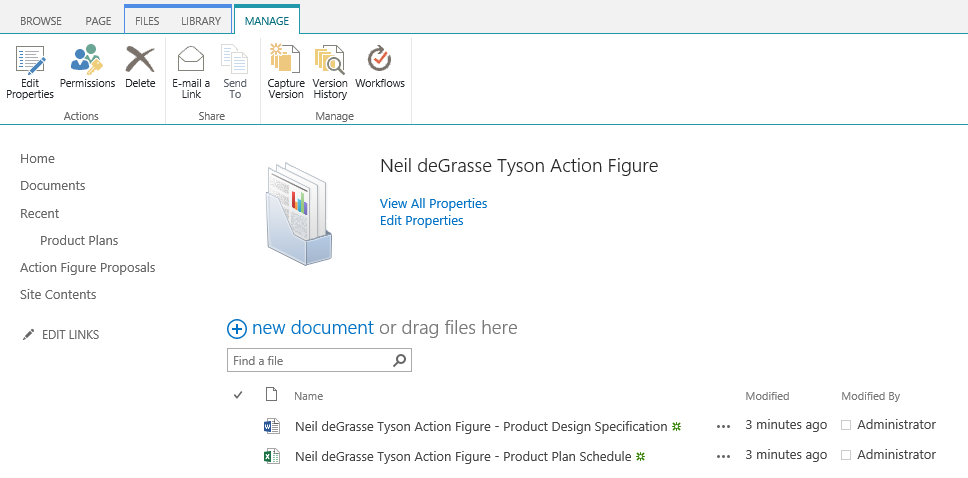 BROWSE PAGE FILES LIBRARY MANAGE
Edit Properties Permissions Delete E-mail a Link Send To Capture Version Version History Workflows
Actions Share Manage
Home
Documents
Recent
Product Plans
Action Figure Proposals
Site Contents
EDIT LINKS
Neil deGrasse Tyson Action Figure
View All Properties
Edit Properties
new document or drag files here
Find a file
Name Modified Modified By
Neil deGrasse Tyson Action Figure - Product Design Specification ... 3 minutes ago Administrator
Neil deGrasse Tyson Action Figure - Product Plan Schedule ... 3 minutes ago Administrator